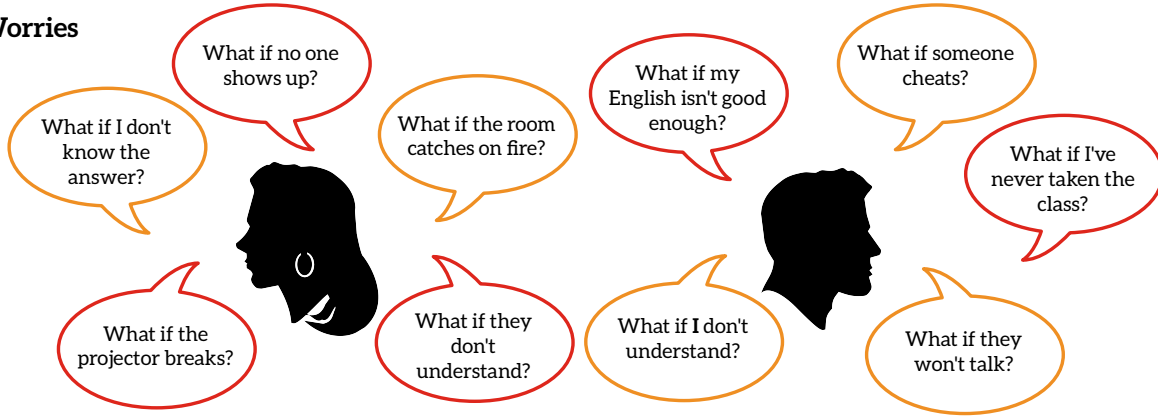 Worries
What if no one
shows up?
What if I don't
know the
answer?
What if the room
catches on fire?
What if the
projector breaks?
What if they
don't
understand?
What if my
English isn't good
enough?
What if someone
cheats?
What if I've
never taken the
class?
What if I don't
understand?
What if they
won't talk?